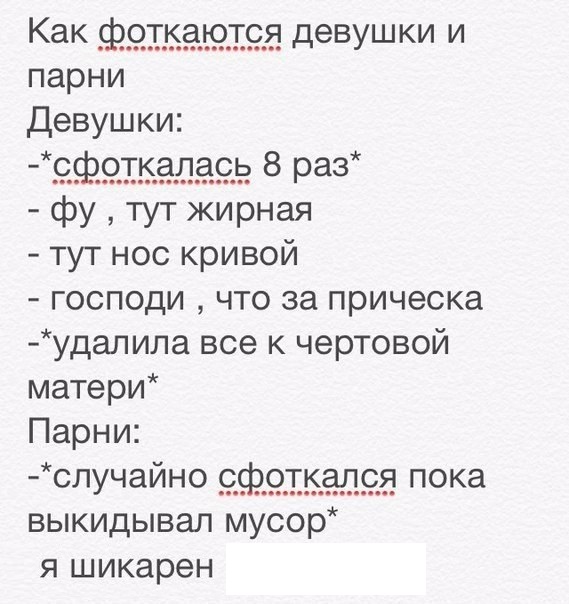 Как фоткаются девушки и
парни
Девушки:
-*сфоткалась 8 раз*
- фу , тут жирная
- тут нос кривой
- господи , что за прическа
-*удалила все к чертовой
матери*
Парни:
-*случайно сфоткался пока
выкидывал мусор*
я шикарен